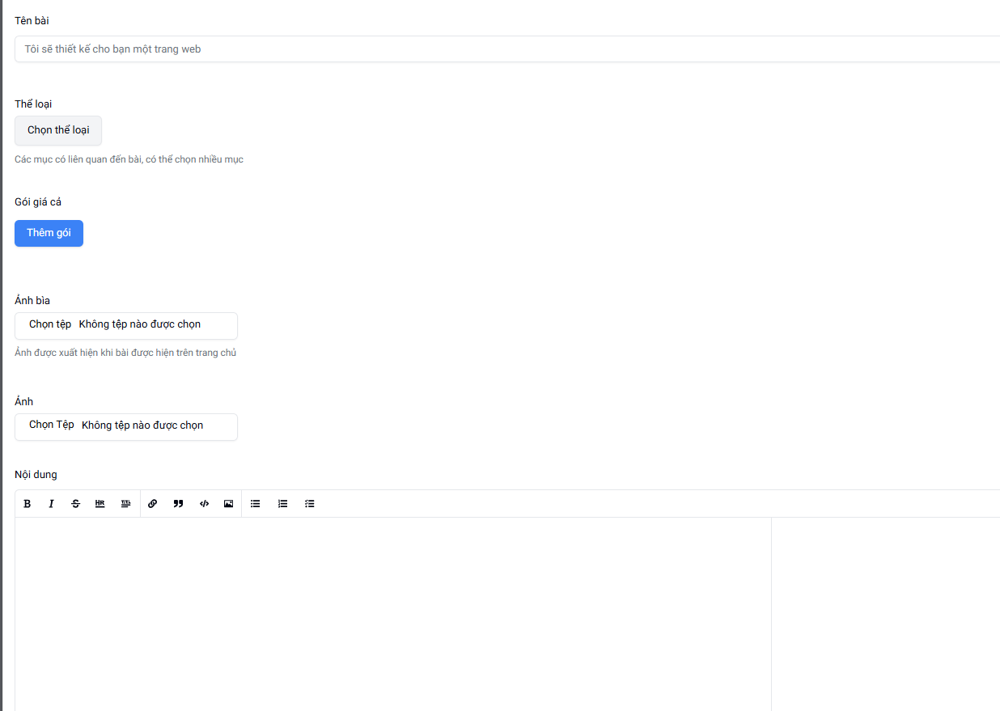 Tên bài
Tôi sẽ thiết kế cho bạn một trang web
Thể loại
Chọn thể loại
Các mục có liên quan đến bài, có thể chọn nhiều mục
Gói giá cả
Thêm gói
Ảnh bìa
Chọn tệp Không tệp nào được chọn
Ảnh được xuất hiện khi bài được hiện trên trang chủ
Ảnh
Chọn Tệp Không tệp nào được chọn
Nội dung
B I S HR